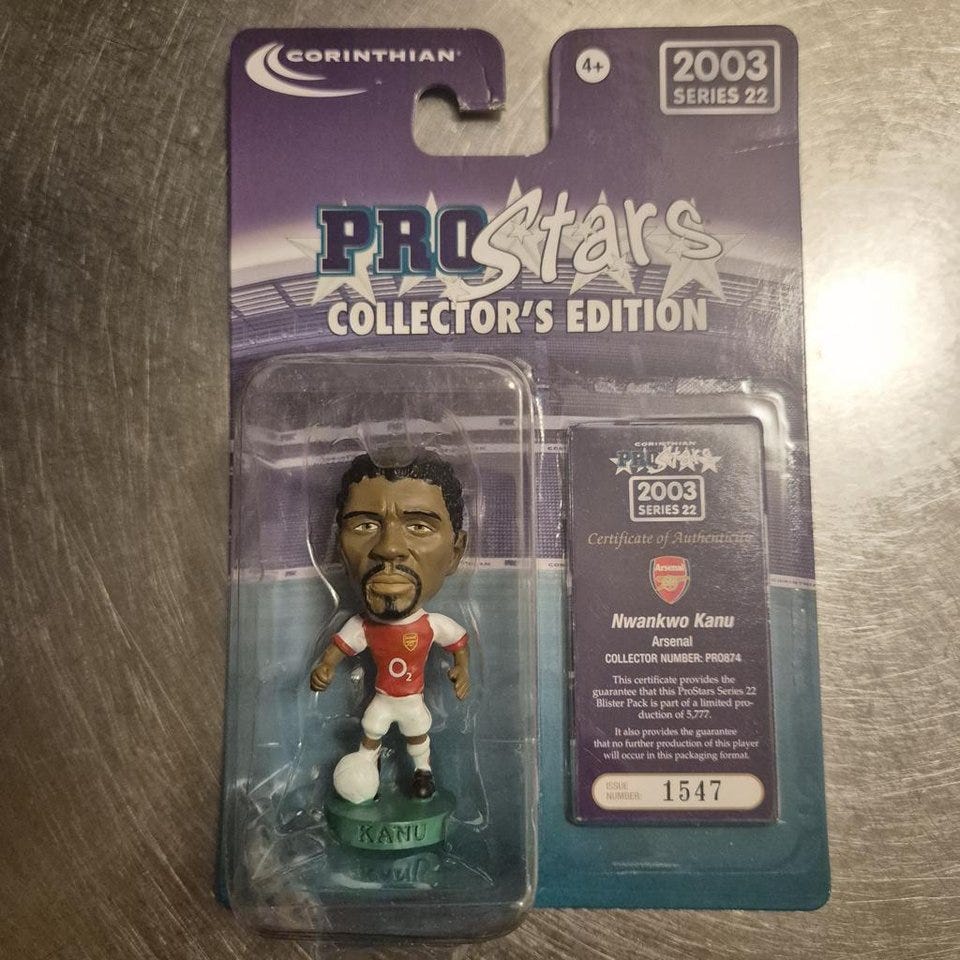 CORINTHIAN
4+
2003
SERIES 22
PROStars
COLLECTOR'S EDITION
CORINTHIAN
PROStars
2003
SERIES 22
Certificate of Authenticity
Arsenal
Nwankwo Kanu
Arsenal
COLLECTOR NUMBER: PRO874
This certificate provides the
guarantee that this ProStars Series 22
Blister Pack is part of a limited pro-
duction of 5,777.
It also provides the guarantee
that no further production of this player
will occur in this packaging format.
ISSUE
NUMBER:
1547
O2
KANU